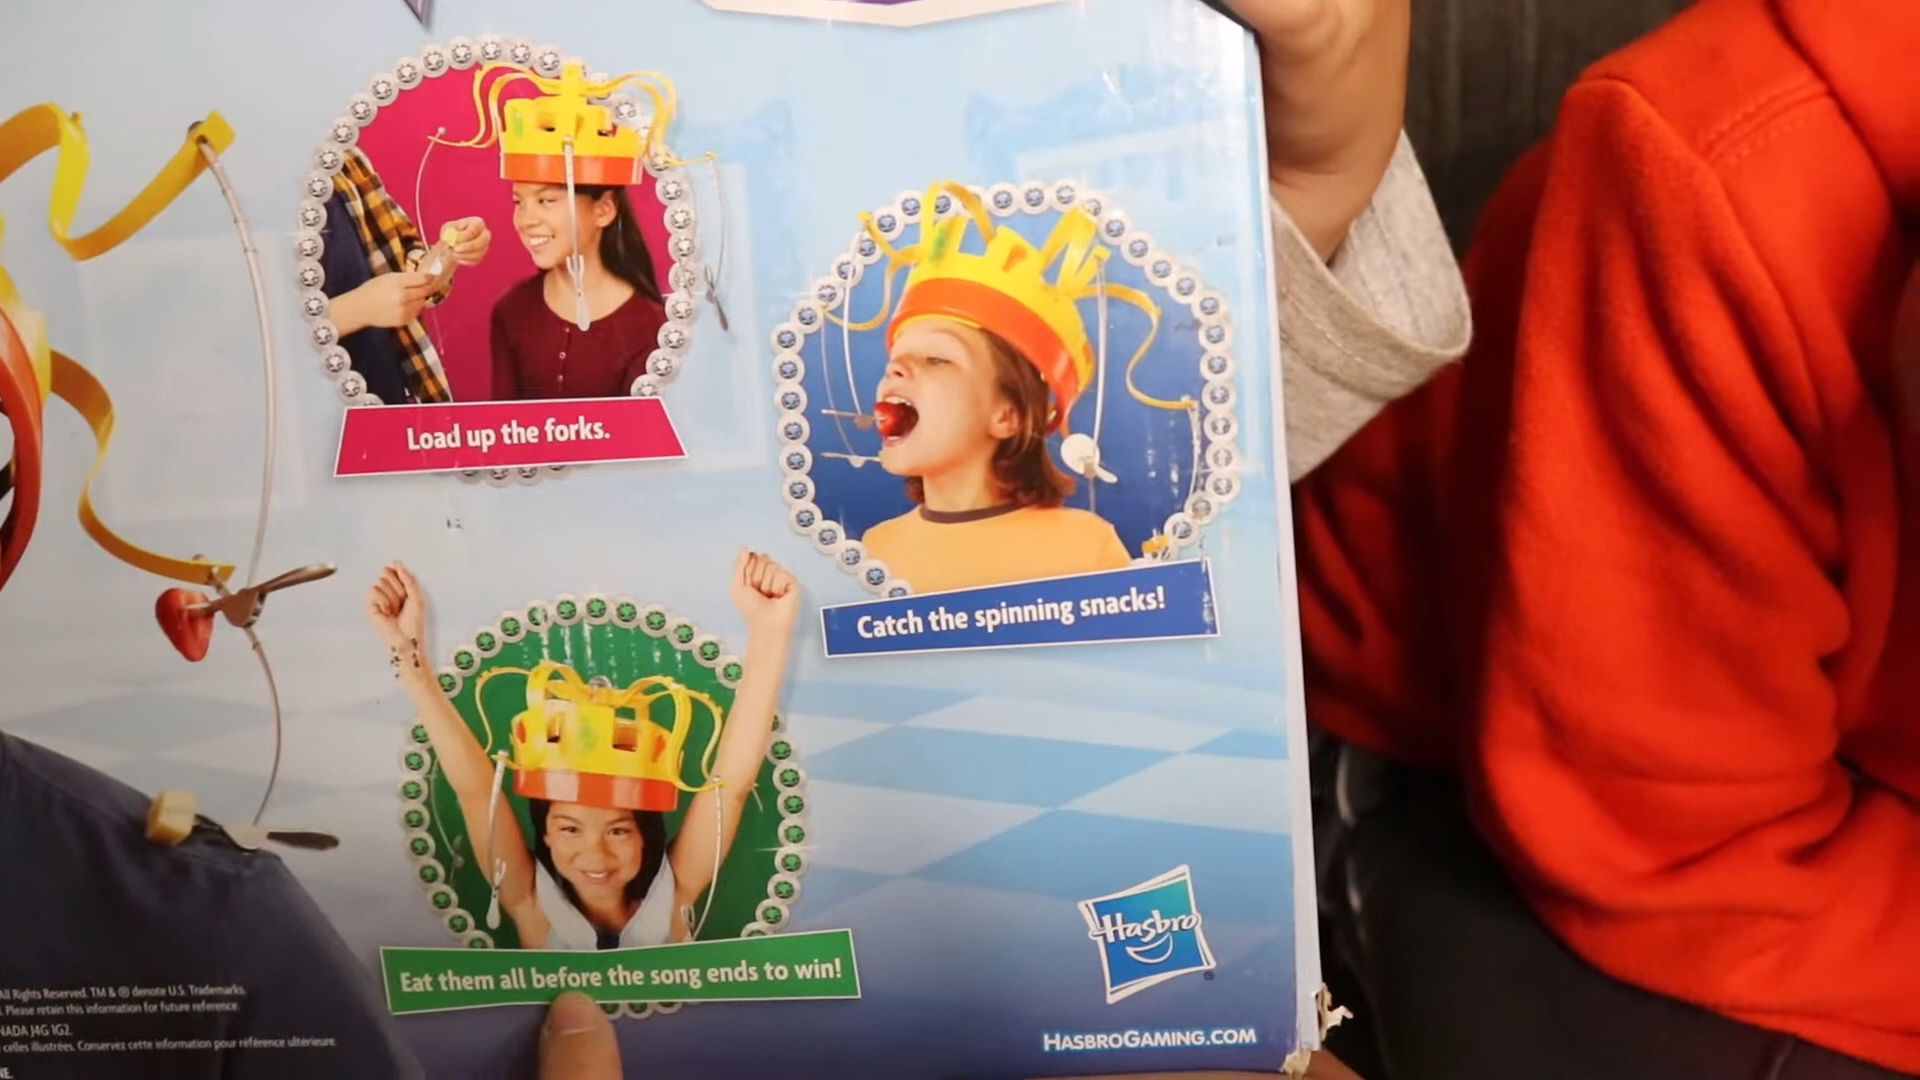 Load up the forks.
Catch the spinning snacks!
Eat them all before the song ends to win!
Hasbro
HASBROGAMING.COM
All Rights Reserved. TM & ® denote U.S. Trademarks.
Please retain this information for future reference.
NADA J4G 1G2.
celles illustrées. Conservez cette information pour référence ultérieure.